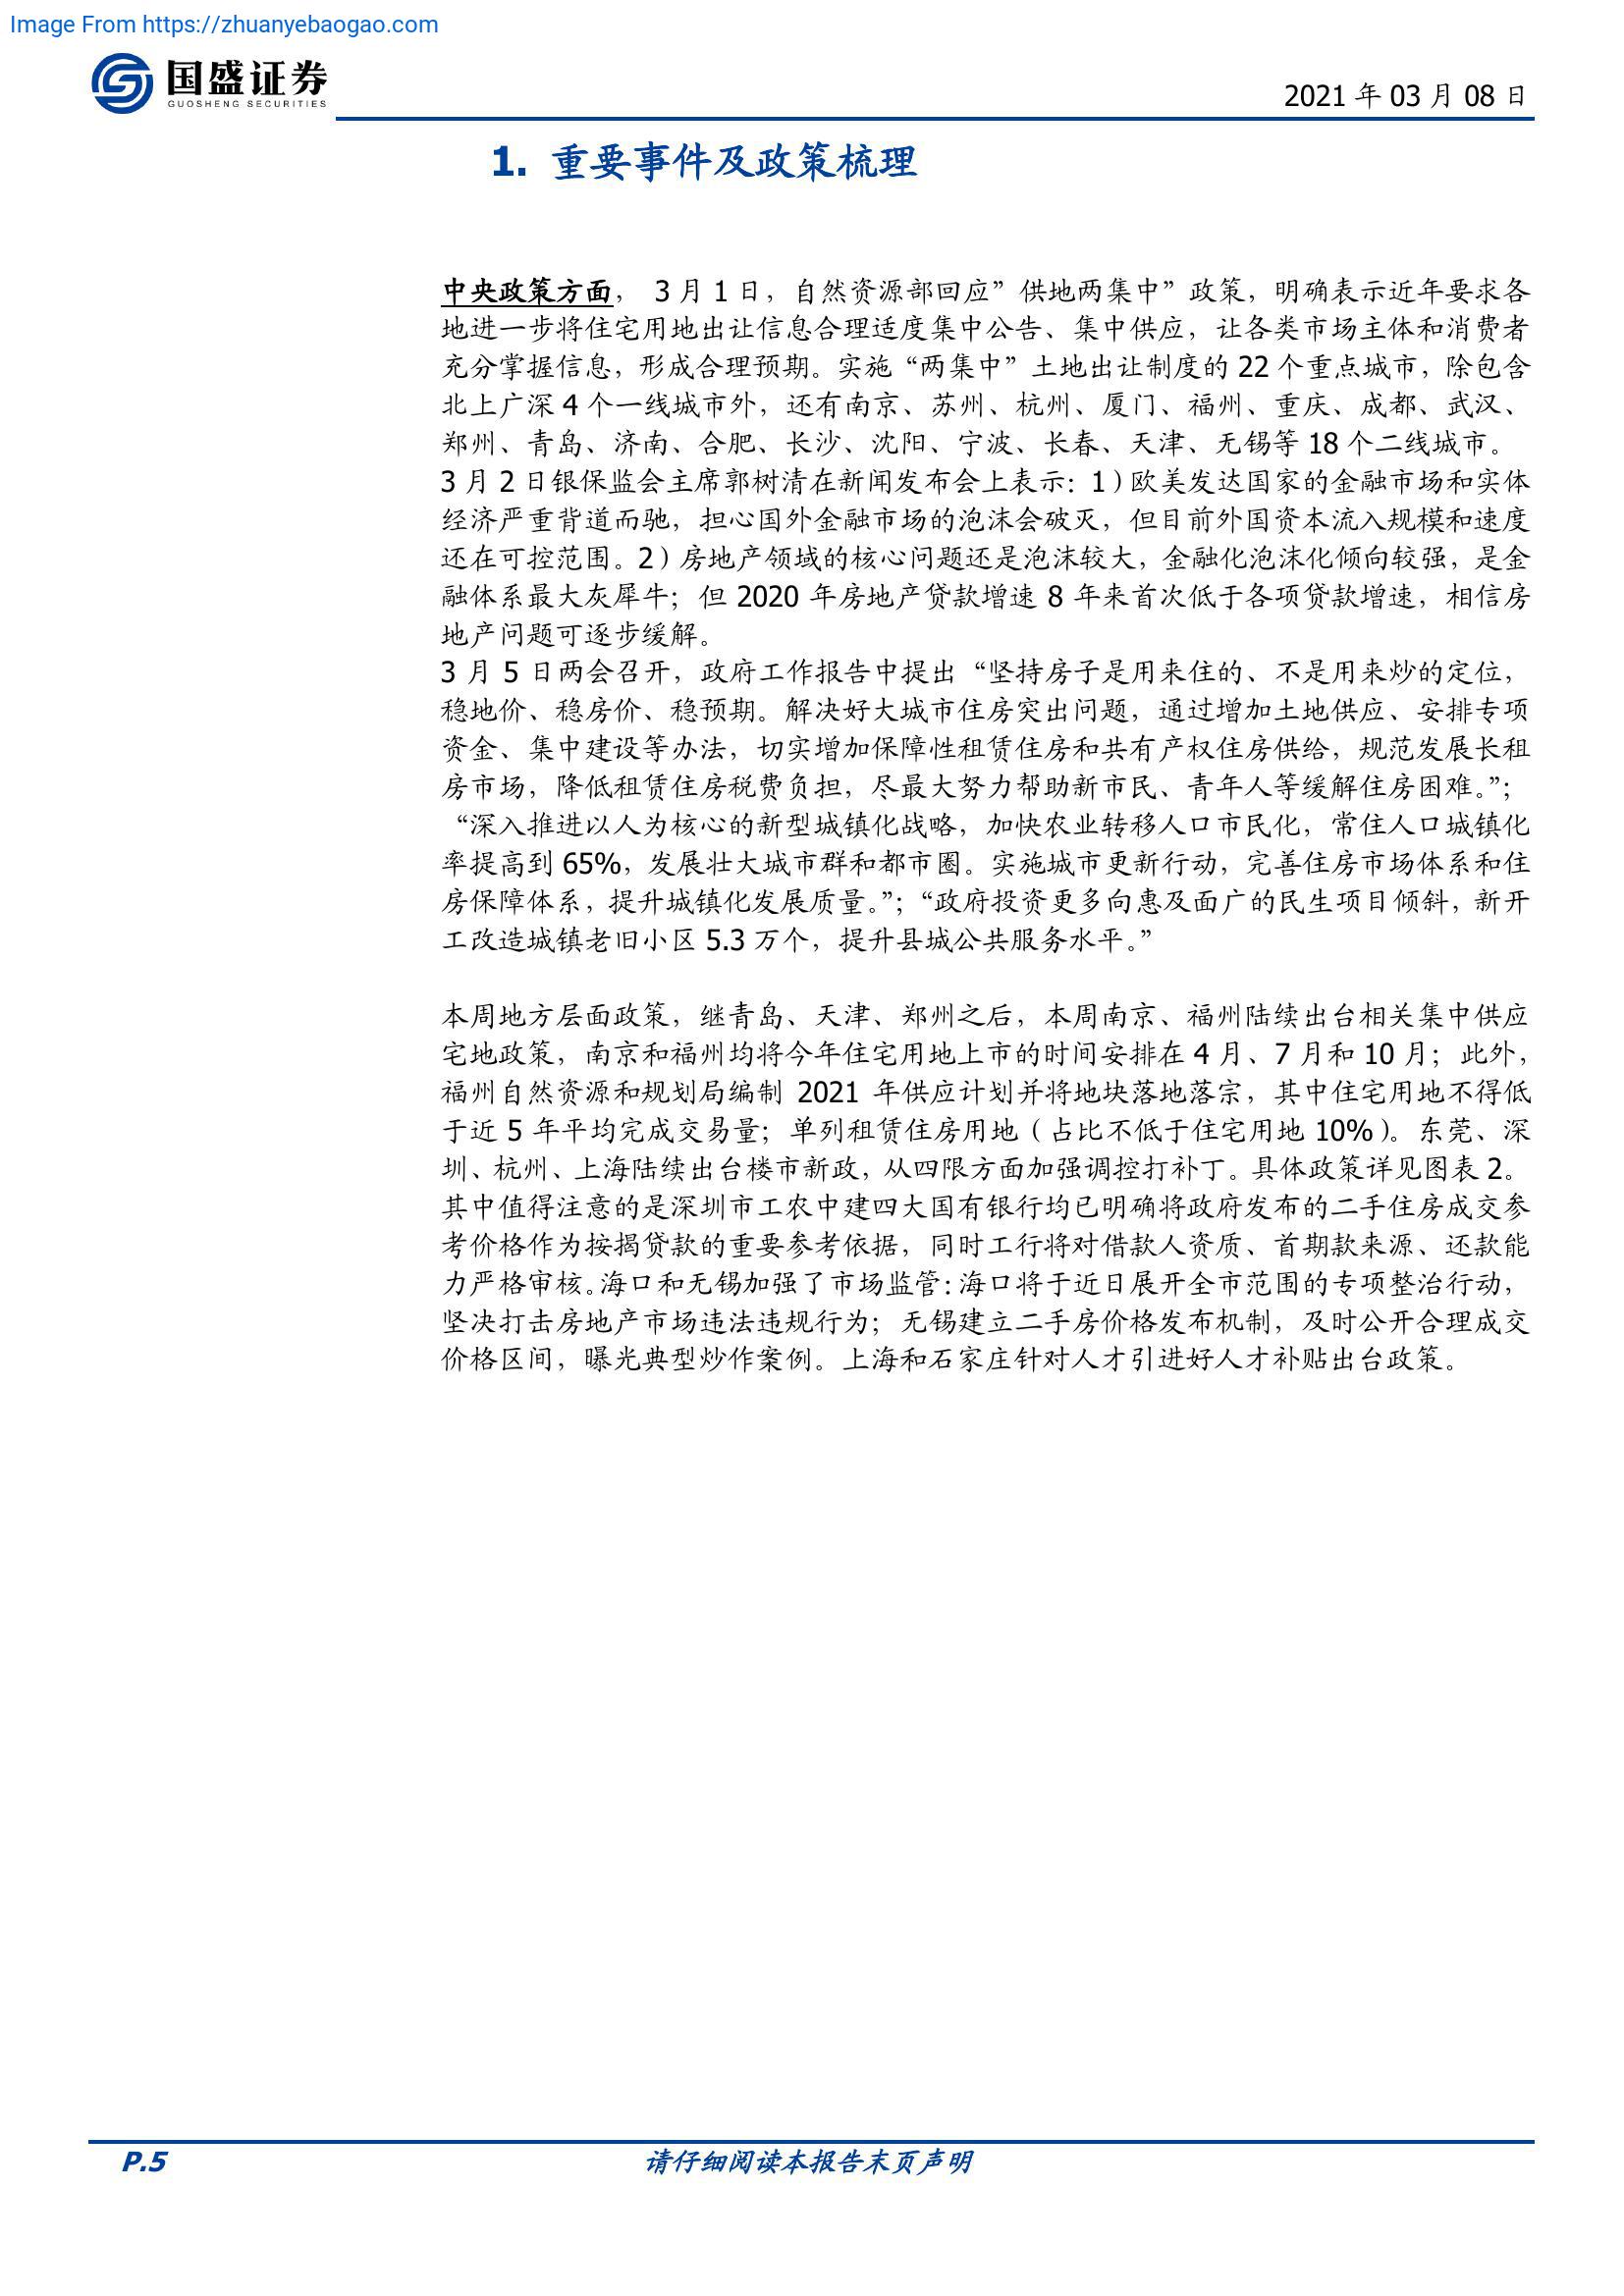 Image From https://zhuanyebaogao.com
国盛证券
GUOSHENG SECURITIES
2021 年 03 月 08 日
1. 重要事件及政策梳理
中央政策方面， 3 月 1 日，自然资源部回应”供地两集中”政策，明确表示近年要求各
地进一步将住宅用地出让信息合理适度集中公告、集中供应，让各类市场主体和消费者
充分掌握信息，形成合理预期。实施“两集中”土地出让制度的 22 个重点城市，除包含
北上广深 4 个一线城市外，还有南京、苏州、杭州、厦门、福州、重庆、成都、武汉、
郑州、青岛、济南、合肥、长沙、沈阳、宁波、长春、天津、无锡等 18 个二线城市。
3 月 2 日银保监会主席郭树清在新闻发布会上表示：1）欧美发达国家的金融市场和实体
经济严重背道而驰，担心国外金融市场的泡沫会破灭，但目前外国资本流入规模和速度
还在可控范围。2）房地产领域的核心问题还是泡沫较大，金融化泡沫化倾向较强，是金
融体系最大灰犀牛；但 2020 年房地产贷款增速 8 年来首次低于各项贷款增速，相信房
地产问题可逐步缓解。
3 月 5 日两会召开，政府工作报告中提出“坚持房子是用来住的、不是用来炒的定位，
稳地价、稳房价、稳预期。解决好大城市住房突出问题，通过增加土地供应、安排专项
资金、集中建设等办法，切实增加保障性租赁住房和共有产权住房供给，规范发展长租
房市场，降低租赁住房税费负担，尽最大努力帮助新市民、青年人等缓解住房困难。”；
“深入推进以人为核心的新型城镇化战略，加快农业转移人口市民化，常住人口城镇化
率提高到 65%，发展壮大城市群和都市圈。实施城市更新行动，完善住房市场体系和住
房保障体系，提升城镇化发展质量。”；“政府投资更多向惠及面广的民生项目倾斜，新开
工改造城镇老旧小区 5.3 万个，提升县城公共服务水平。”
本周地方层面政策，继青岛、天津、郑州之后，本周南京、福州陆续出台相关集中供应
宅地政策，南京和福州均将今年住宅用地上市的时间安排在 4 月、7 月和 10 月；此外，
福州自然资源和规划局编制 2021 年供应计划并将地块落地落宗，其中住宅用地不得低
于近 5 年平均完成交易量；单列租赁住房用地（占比不低于住宅用地 10%）。东莞、深
圳、杭州、上海陆续出台楼市新政，从四限方面加强调控打补丁。具体政策详见图表 2。
其中值得注意的是深圳市工农中建四大国有银行均已明确将政府发布的二手住房成交参
考价格作为按揭贷款的重要参考依据，同时工行将对借款人资质、首期款来源、还款能
力严格审核。海口和无锡加强了市场监管：海口将于近日展开全市范围的专项整治行动，
坚决打击房地产市场违法违规行为；无锡建立二手房价格发布机制，及时公开合理成交
价格区间，曝光典型炒作案例。上海和石家庄针对人才引进好人才补贴出台政策。
P.5
请仔细阅读本报告末页声明